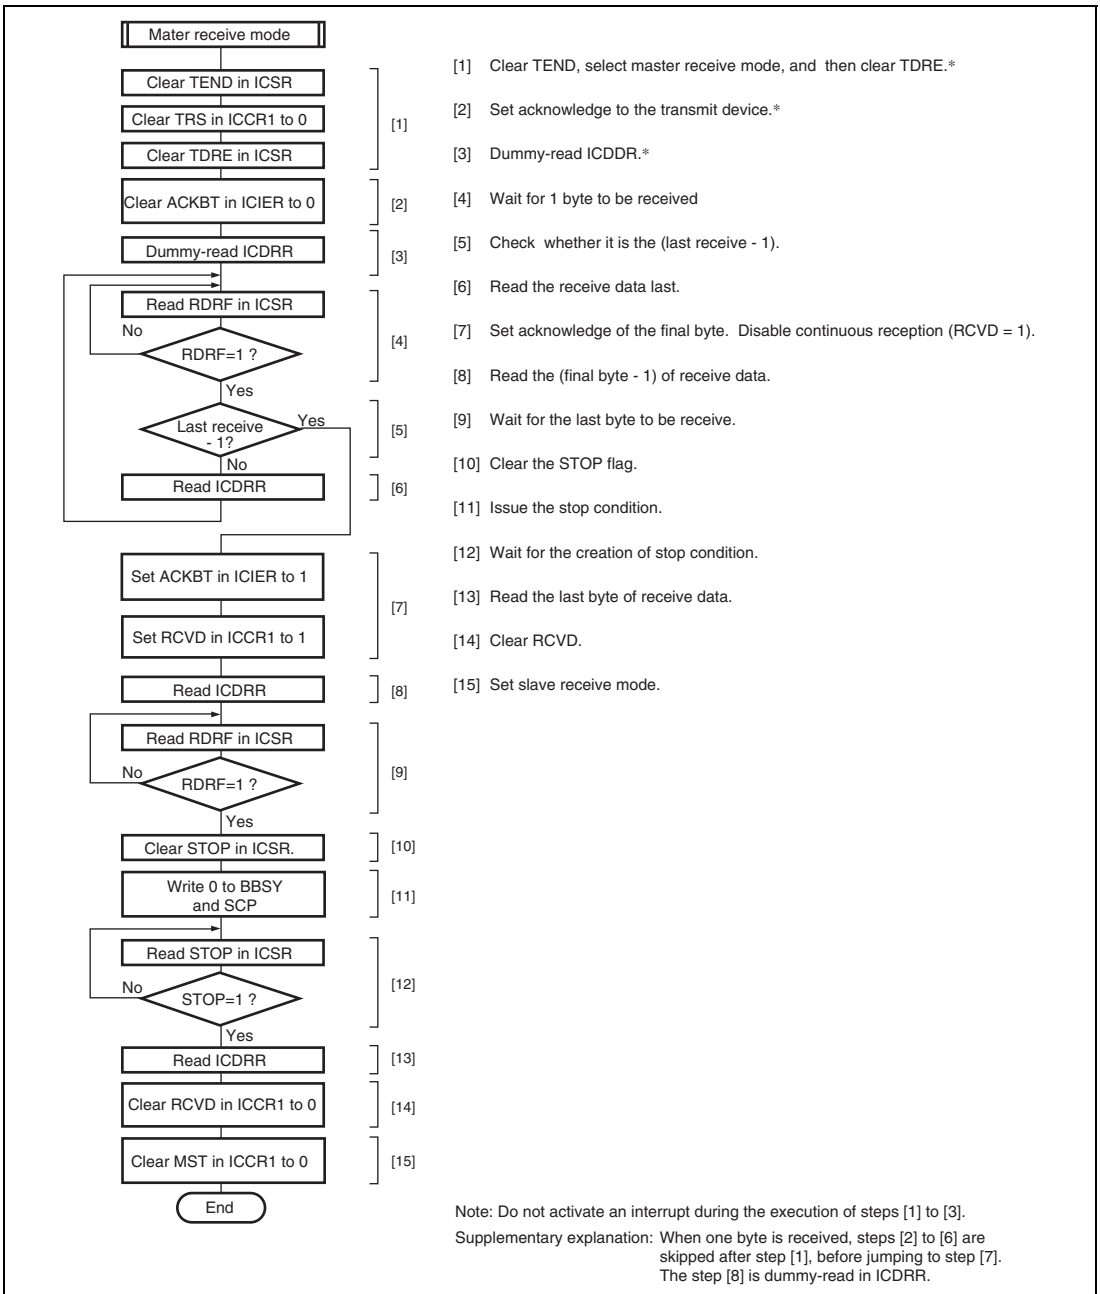 Mater receive mode
Clear TEND in ICSR
Clear TRS in ICCR1 to 0
Clear TDRE in ICSR
[1]
Clear ACKBT in ICIER to 0
[2]
Dummy-read ICDRR
[3]
Read RDRF in ICSR
No
RDRF=1 ?
[4]
Yes
Last receive
- 1?
Yes
[5]
No
Read ICDRR
[6]
Set ACKBT in ICIER to 1
[7]
Set RCVD in ICCR1 to 1
Read ICDRR
[8]
Read RDRF in ICSR
No
RDRF=1 ?
[9]
Yes
Clear STOP in ICSR.
[10]
Write 0 to BBSY
and SCP
[11]
Read STOP in ICSR
No
STOP=1 ?
[12]
Yes
Read ICDRR
[13]
Clear RCVD in ICCR1 to 0
[14]
Clear MST in ICCR1 to 0
[15]
End
[1] Clear TEND, select master receive mode, and then clear TDRE.*
[2] Set acknowledge to the transmit device.*
[3] Dummy-read ICDDR.*
[4] Wait for 1 byte to be received
[5] Check whether it is the (last receive - 1).
[6] Read the receive data last.
[7] Set acknowledge of the final byte. Disable continuous reception (RCVD = 1).
[8] Read the (final byte - 1) of receive data.
[9] Wait for the last byte to be receive.
[10] Clear the STOP flag.
[11] Issue the stop condition.
[12] Wait for the creation of stop condition.
[13] Read the last byte of receive data.
[14] Clear RCVD.
[15] Set slave receive mode.
Note: Do not activate an interrupt during the execution of steps [1] to [3].
Supplementary explanation: When one byte is received, steps [2] to [6] are
skipped after step [1], before jumping to step [7].
The step [8] is dummy-read in ICDRR.